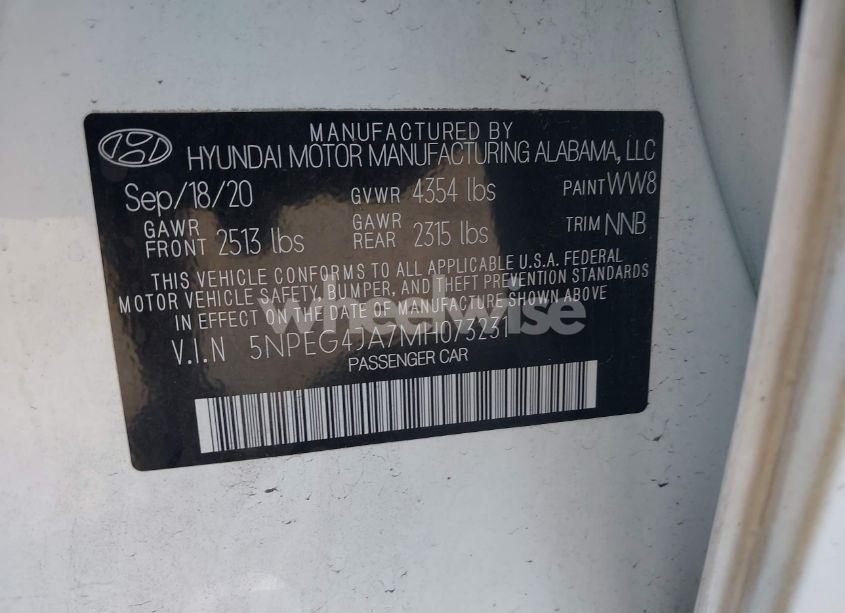 MANUFACTURED BY
HYUNDAI MOTOR MANUFACTURING ALABAMA, LLC
Sep/18/20 GVWR 4354 lbs PAINT WW8
GAWR FRONT 2513 lbs GAWR REAR 2315 lbs TRIM NNB
THIS VEHICLE CONFORMS TO ALL APPLICABLE U.S.A. FEDERAL
MOTOR VEHICLE SAFETY, BUMPER, AND THEFT PREVENTION STANDARDS
IN EFFECT ON THE DATE OF MANUFACTURE SHOWN ABOVE
wheelwise
V.I.N 5NPEG4JA7MH073231
PASSENGER CAR